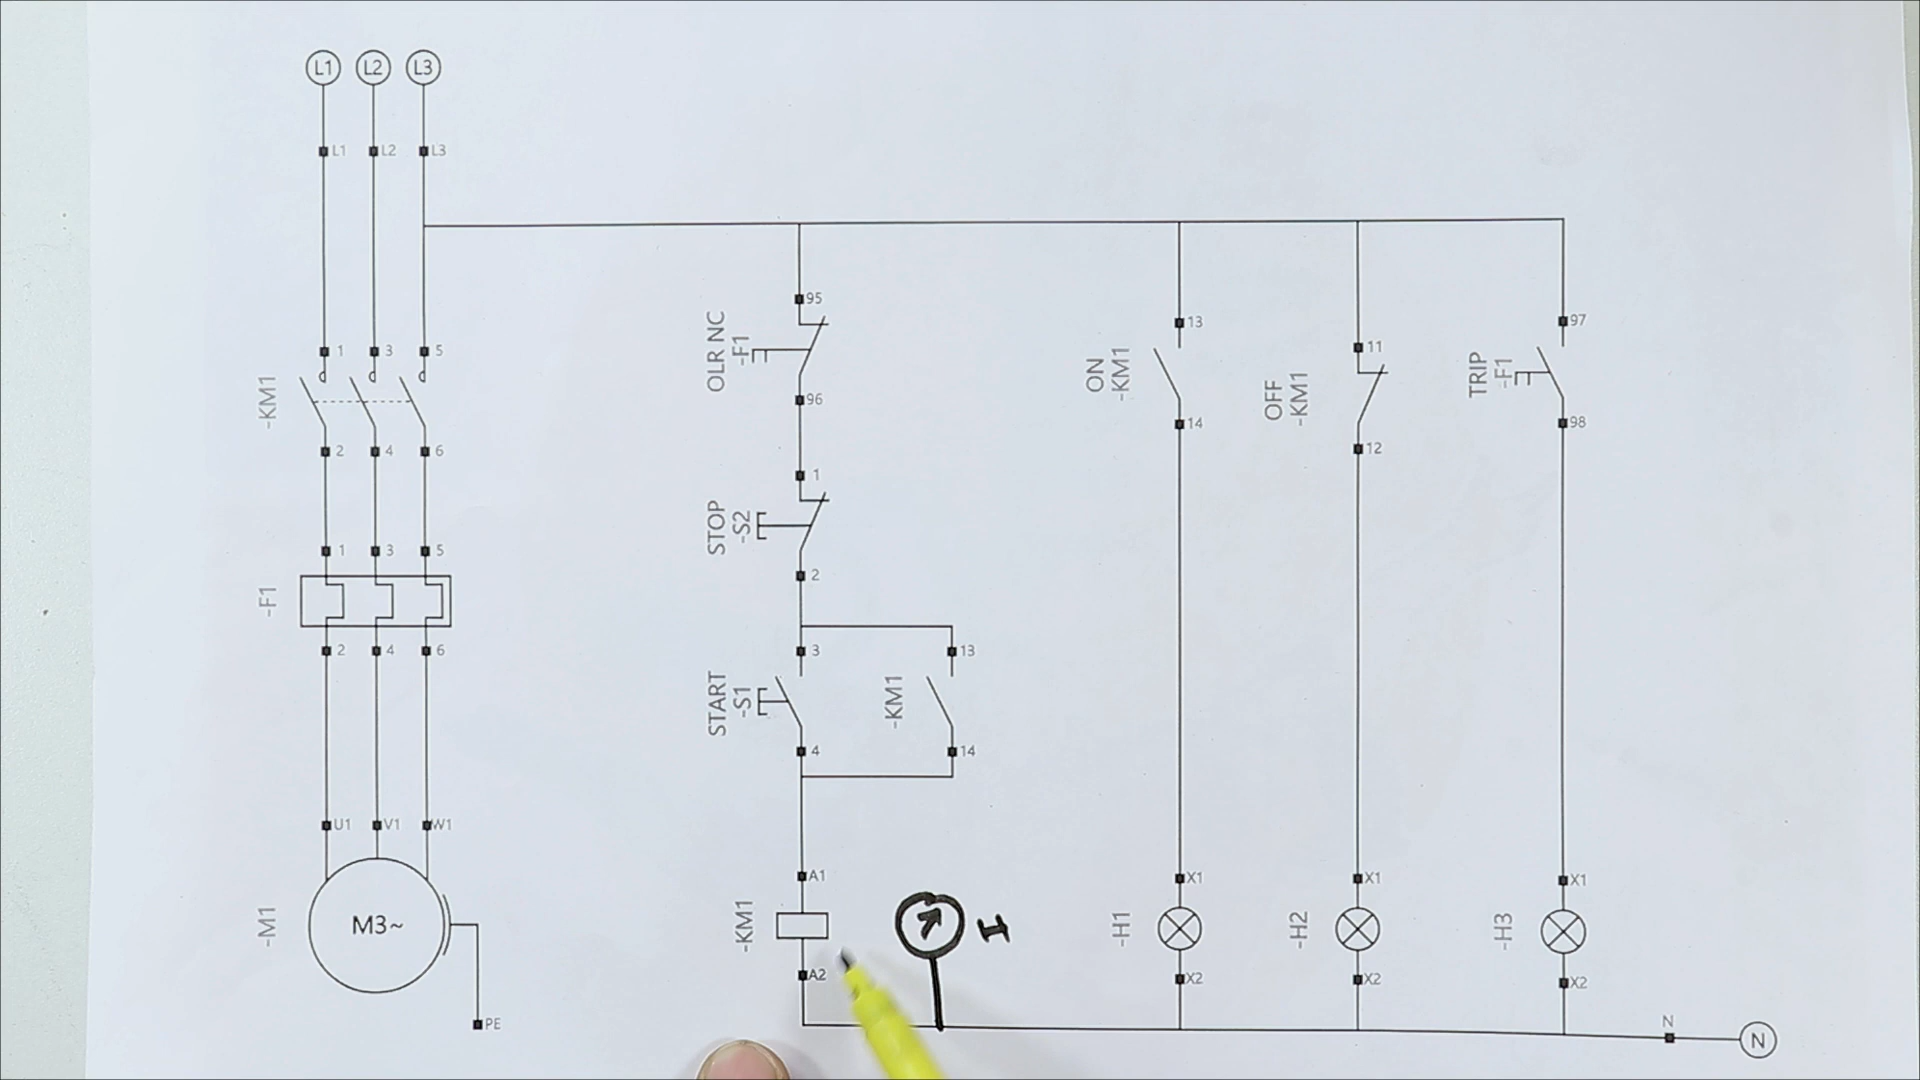 L1 L2 L3
L1 L2 L3
95
13
11
97
OLR NC
-F1
ON
-KM1
OFF
-KM1
TRIP
-F1
1 3 5
-KM1
96
14
12
98
2 4 6
1
STOP
-S2
2
1 3 5
-F1
2 4 6
3
13
START
-S1
-KM1
4
14
U1 V1 W1
A1
X1
X1
X1
-M1
M3~
-KM1
I
-H1
-H2
-H3
A2
X2
X2
X2
PE
N
N